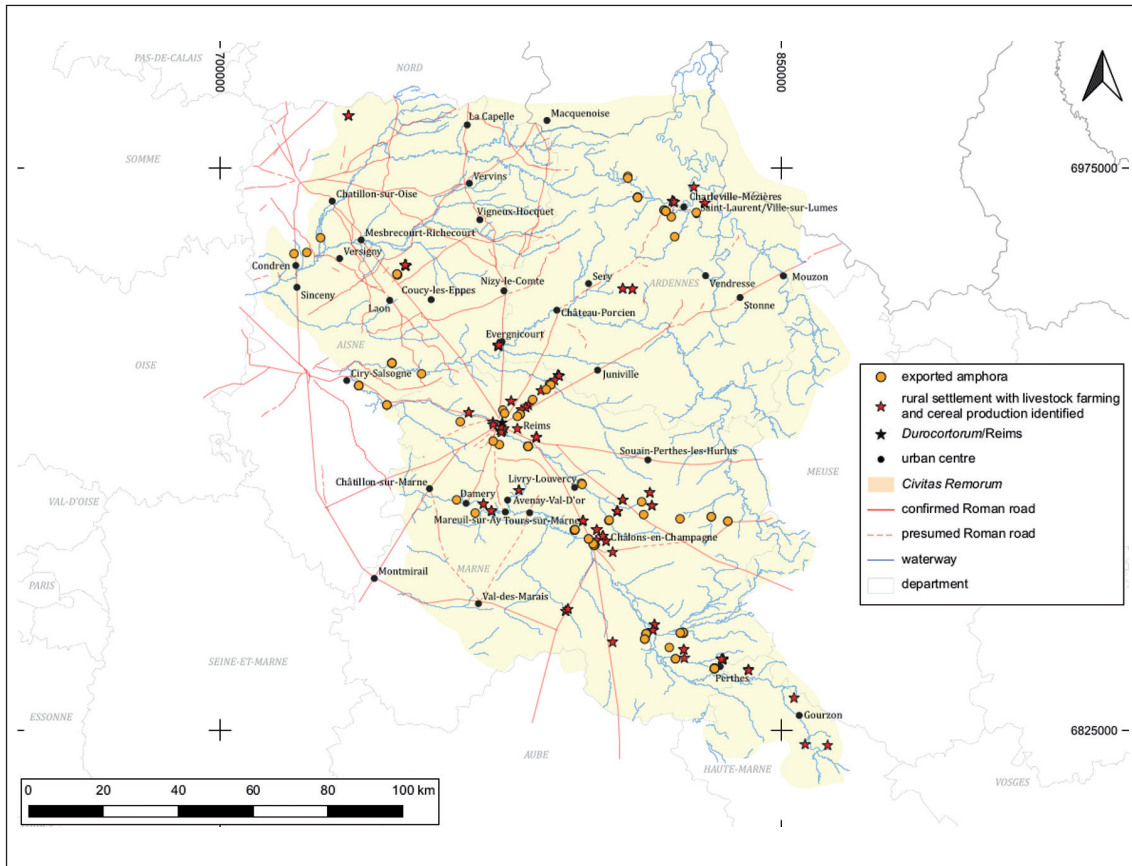 PAS-DE-CALAIS
700000
NORD
850000
Macquenoise
La Capelle
SOMME
6975000
Vervins
Charleville-Mézières
Chatillon-sur-Oise
Saint-Laurent/Ville-sur-Lumes
Vigneux-Hocquet
Mesbrecourt-Richecourt
Versigny
Condren
Sery
ARDENNES
Vendresse
Mouzon
Sinceny
Coucy-les-Eppes
Nizy-le-Comte
Stonne
Laon
Château-Porcien
Evergnicourt
AISNE
OISE
Ciry-Salsogne
Juniville
exported amphora
rural settlement with livestock farming
and cereal production identified
Durocortorum/Reims
urban centre
Civitas Remorum
confirmed Roman road
presumed Roman road
waterway
department
Reims
Souain-Perthes-les-Hurlus
MEUSE
Châtillon-sur-Marne
Livry-Louvercy
VAL-D'OISE
Damery
Avenay-Val-D'or
Mareuil-sur-Ay
Tours-sur-Marne
Châlons-en-Champagne
MARNE
Montmirail
PARIS
Val-des-Marais
SEINE-ET-MARNE
Perthes
ESSONNE
Gourzon
6825000
AUBE
HAUTE-MARNE
VOSGES
0 20 40 60 80 100 km